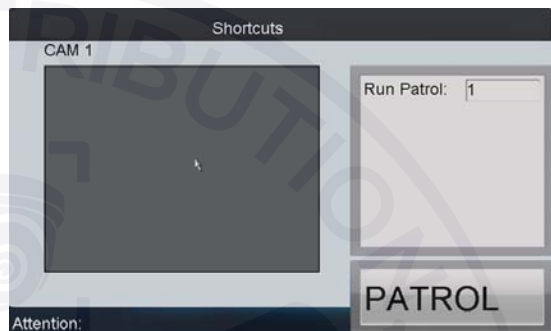 Shortcuts
CAM 1
Run Patrol: 1
PATROL
Attention: